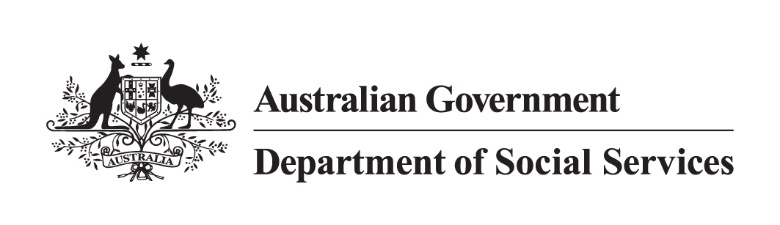 Australian Government
Department of Social Services
AUSTRALIA